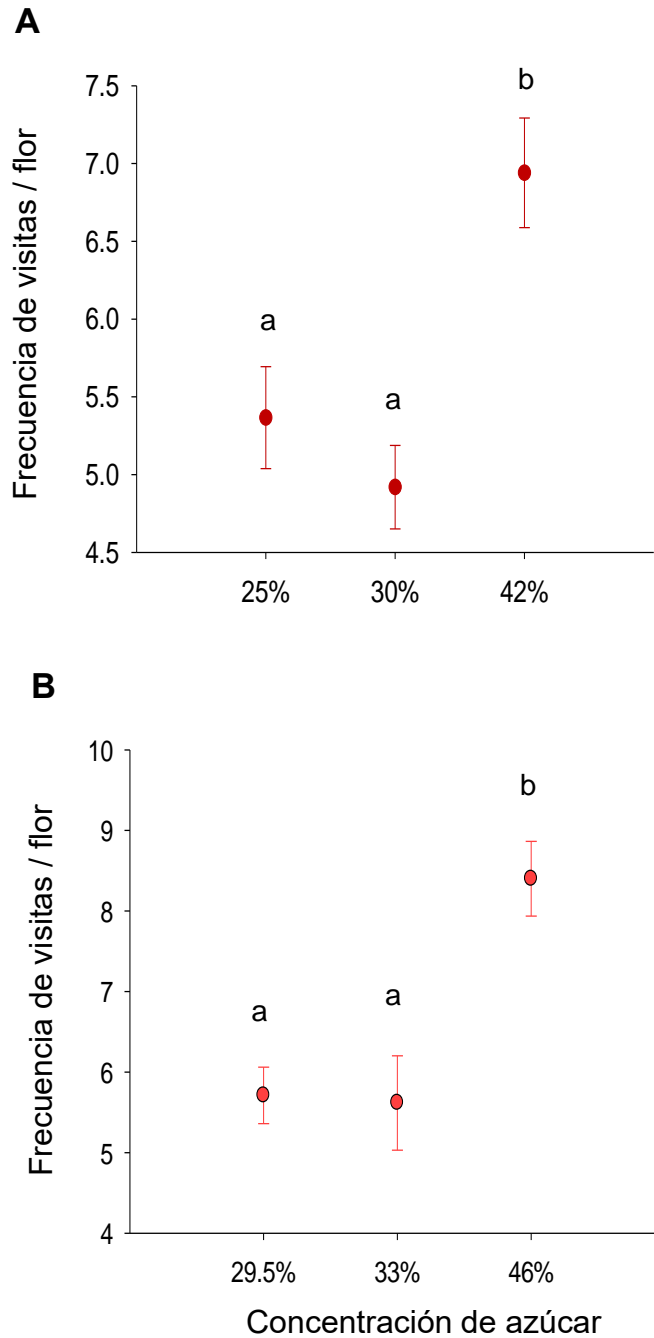 A
Frecuencia de visitas / flor
7.5
7.0
6.5
6.0
5.5
5.0
4.5
a
a
b
25%
30%
42%
B
Frecuencia de visitas / flor
10
9
8
7
6
5
4
a
a
b
29.5%
33%
46%
Concentración de azúcar